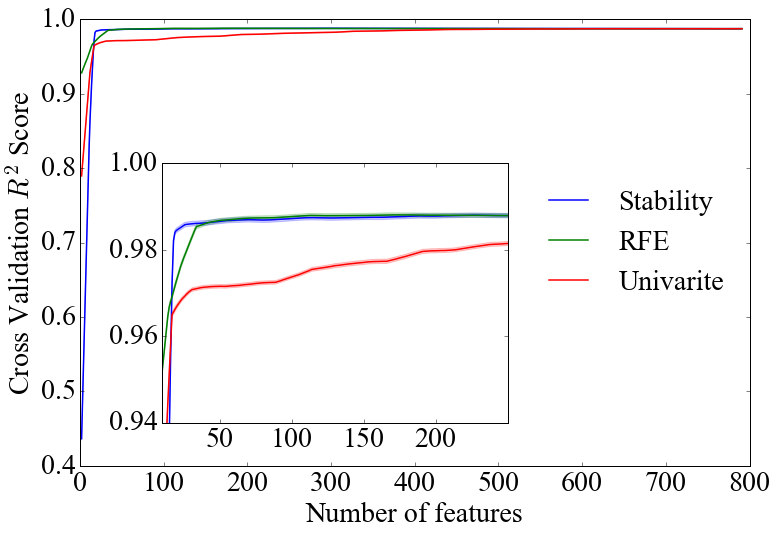 Cross Validation R² Score
1.0
0.9
0.8
0.7
0.6
0.5
0.4
0 100 200 300 400 500 600 700 800
Number of features
1.00
0.98
0.96
0.94
50 100 150 200
Stability
RFE
Univarite